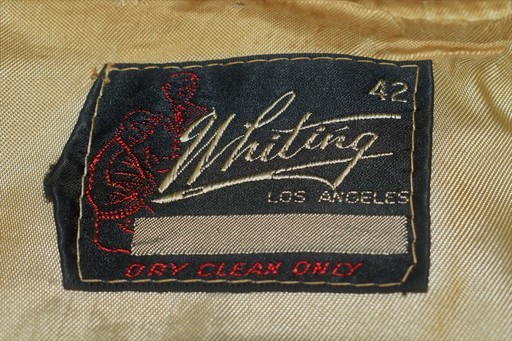 42
Whiting
LOS ANGELES
DRY CLEAN ONLY